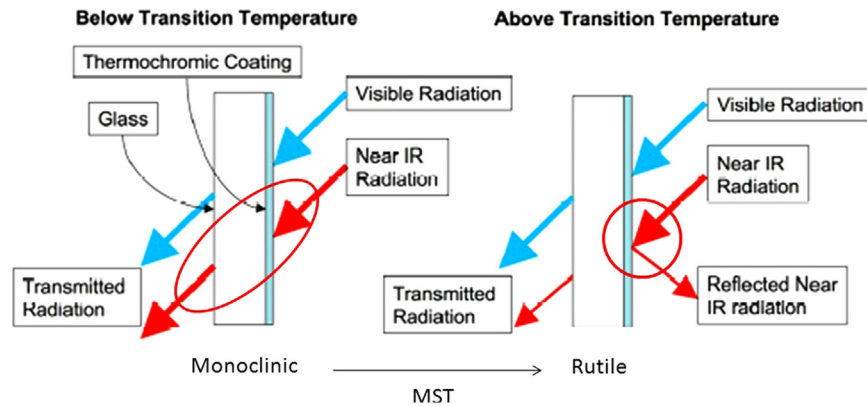 Below Transition Temperature
Above Transition Temperature
Thermochromic Coating
Glass
Visible Radiation
Near IR
Radiation
Transmitted
Radiation
Visible Radiation
Near IR
Radiation
Transmitted
Radiation
Reflected Near
IR radiation
Monoclinic
Rutile
MST